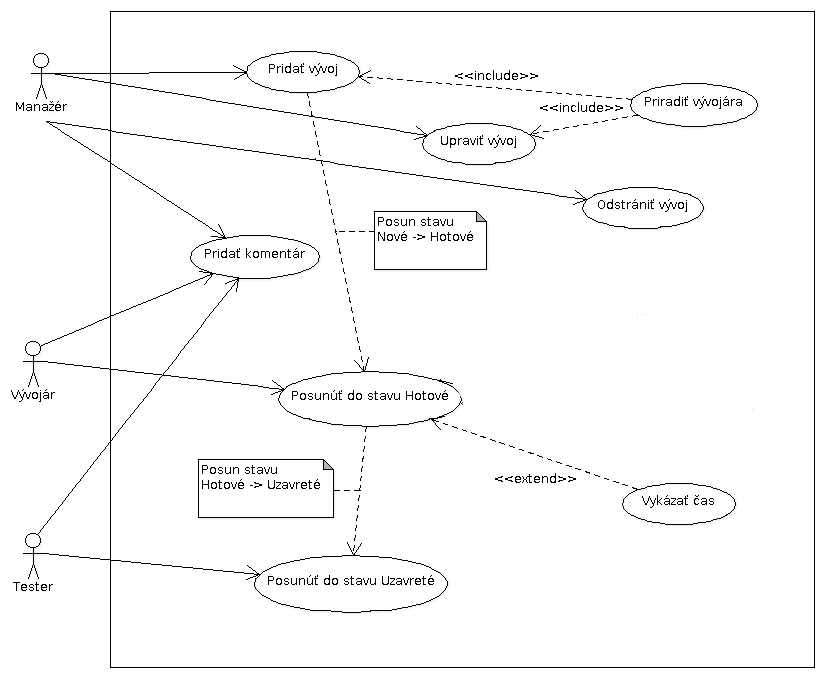 Manažér
Pridať vývoj
<<include>>
Priradiť vývojára
<<include>>
Upraviť vývoj
Odstrániť vývoj
Posun stavu
Nové -> Hotové
Pridať komentár
Vývojár
Posunúť do stavu Hotové
Posun stavu
Hotové -> Uzavreté
<<extend>>
Vykázať čas
Tester
Posunúť do stavu Uzavreté